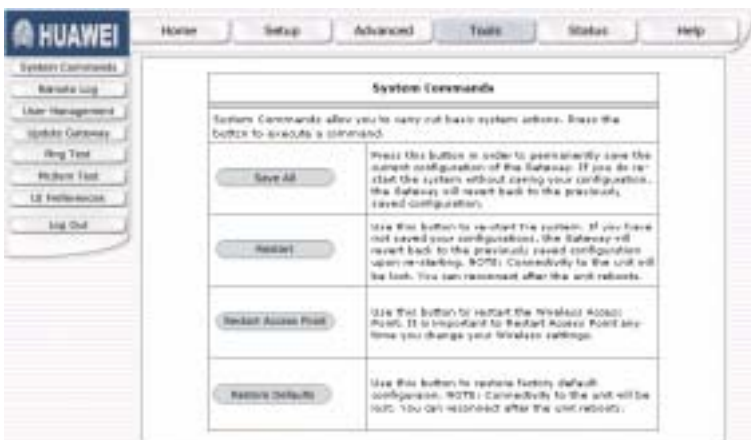 HUAWEI
Home Setup Advanced Tools Status Help
System Commands
Remote Log
User Management
Update Gateway
Ping Test
Modem Test
UI Preferences
Log Out
System Commands
System Commands allow you to carry out basic system actions. Press the
button to execute a command.
Save All
Press this button in order to permanently save the
current configuration of the Gateway. If you do re-
start the system without saving your configuration,
the Gateway will revert back to the previously
saved configuration.
Restart
Use this button to re-start the system. If you have
not saved your configurations, the Gateway will
revert back to the previously saved configuration
upon re-starting. NOTE: Connectivity to the unit will
be lost. You can reconnect after the unit reboots.
Restart Access Point
Use this button to restart the Wireless Access
Point. It is important to Restart Access Point any-
time you change your Wireless settings.
Restore Defaults
Use this button to restore factory default
configuration. NOTE: Connectivity to the unit will be
lost. You can reconnect after the unit reboots.